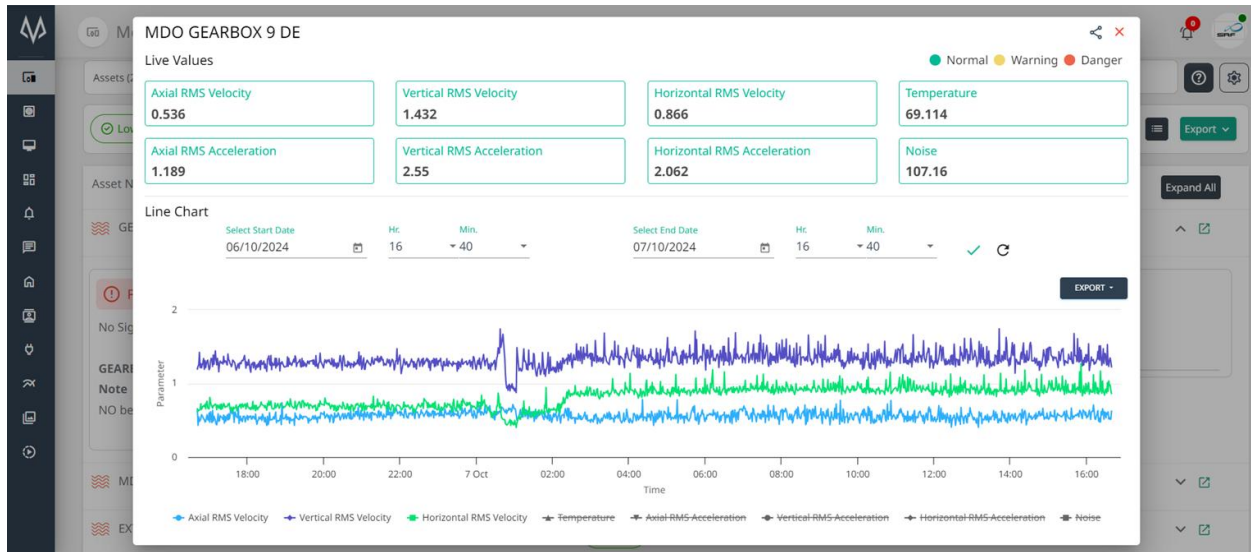 MDO GEARBOX 9 DE
Live Values
Normal Warning Danger
Axial RMS Velocity
0.536
Vertical RMS Velocity
1.432
Horizontal RMS Velocity
0.866
Temperature
69.114
Axial RMS Acceleration
1.189
Vertical RMS Acceleration
2.55
Horizontal RMS Acceleration
2.062
Noise
107.16
Line Chart
Select Start Date
06/10/2024
Hr.
16
Min.
40
Select End Date
07/10/2024
Hr.
16
Min.
40
EXPORT
Parameter
2
1
0
18:00 20:00 22:00 7 Oct 02:00 04:00 06:00 08:00 10:00 12:00 14:00 16:00
Time
Axial RMS Velocity Vertical RMS Velocity Horizontal RMS Velocity Temperature Axial RMS Acceleration Vertical RMS Acceleration Horizontal RMS Acceleration Noise
Assets
Asset N
No Sig
GEARB
Note
NO be
0
SRF
Export
Expand All
GE
EX